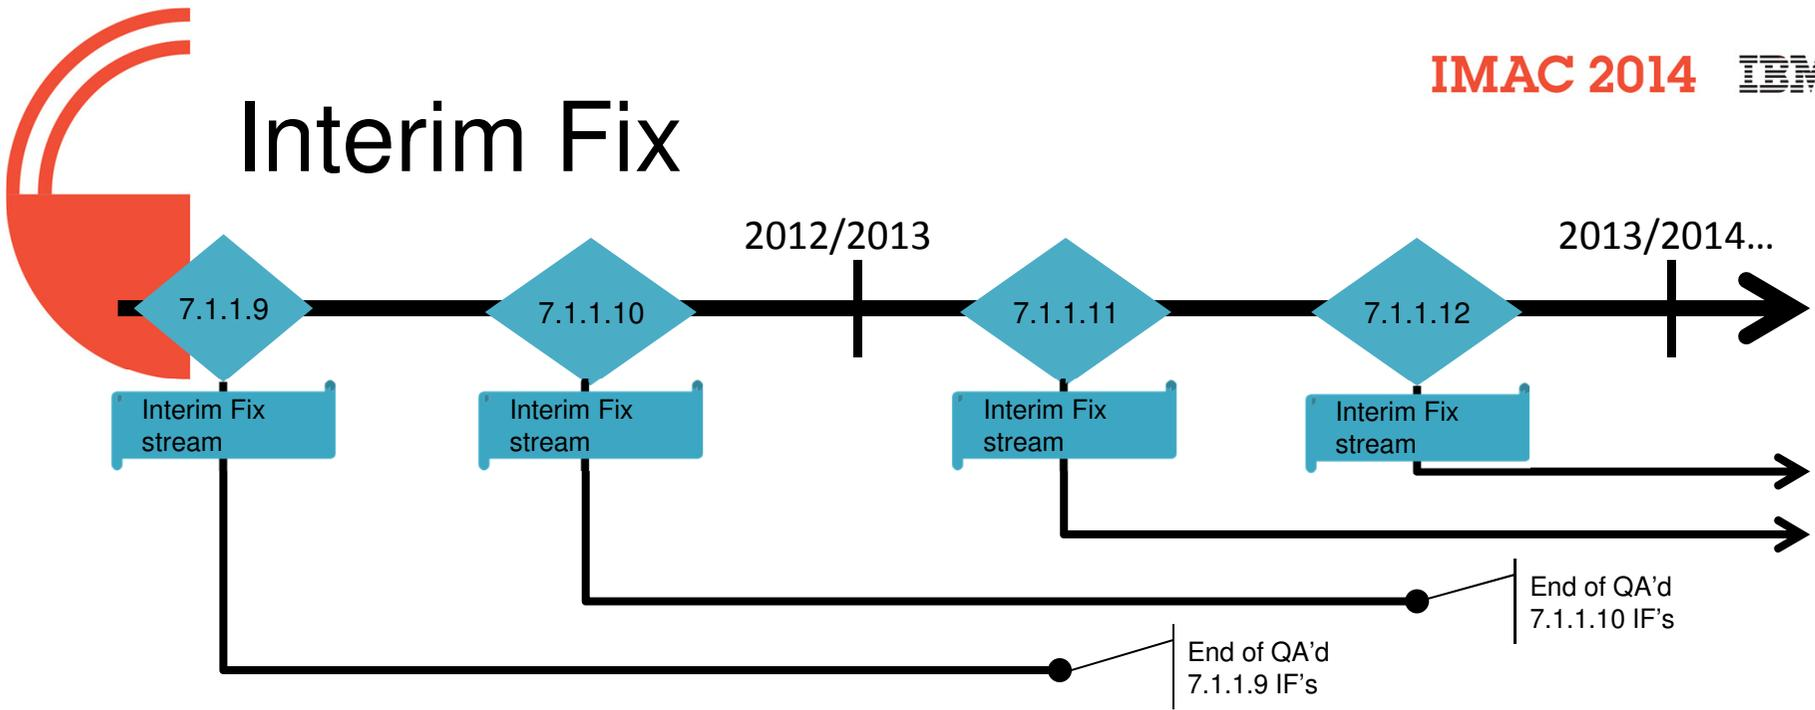 IMAC 2014 IBM
Interim Fix
2012/2013
2013/2014...
7.1.1.9
7.1.1.10
7.1.1.11
7.1.1.12
Interim Fix
stream
Interim Fix
stream
Interim Fix
stream
Interim Fix
stream
End of QA'd
7.1.1.10 IF's
End of QA'd
7.1.1.9 IF's